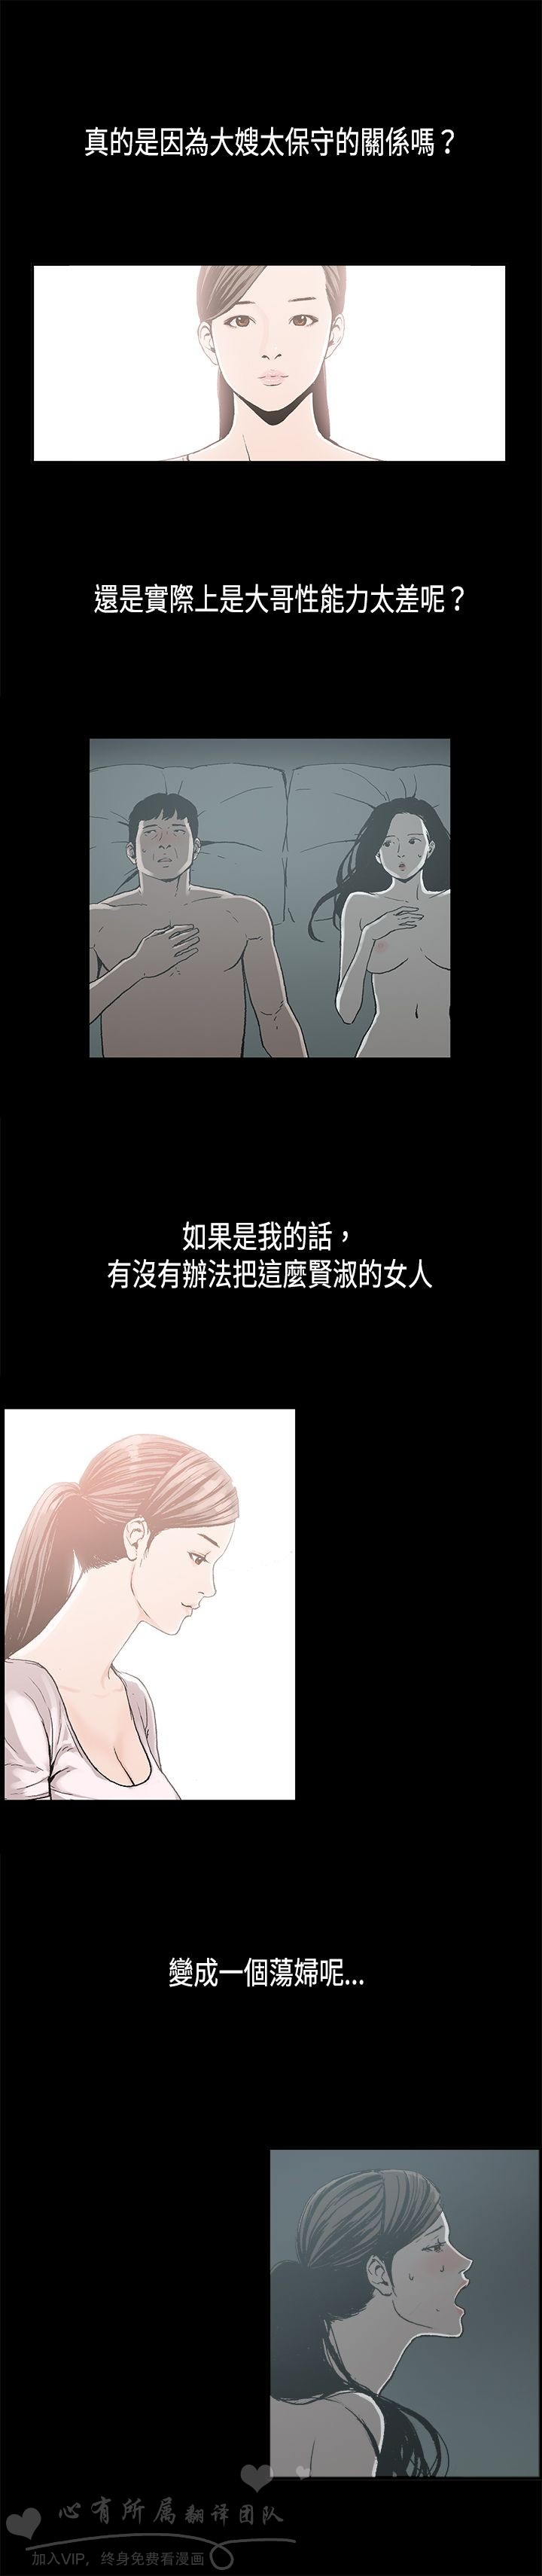 真的是因為大嫂太保守的關係嗎？
還是實際上是大哥性能力太差呢？
如果是我的話，
有沒有辦法把這麼賢淑的女人
變成一個蕩婦呢...
心有所属翻译团队
加入VIP，终身免费看漫画